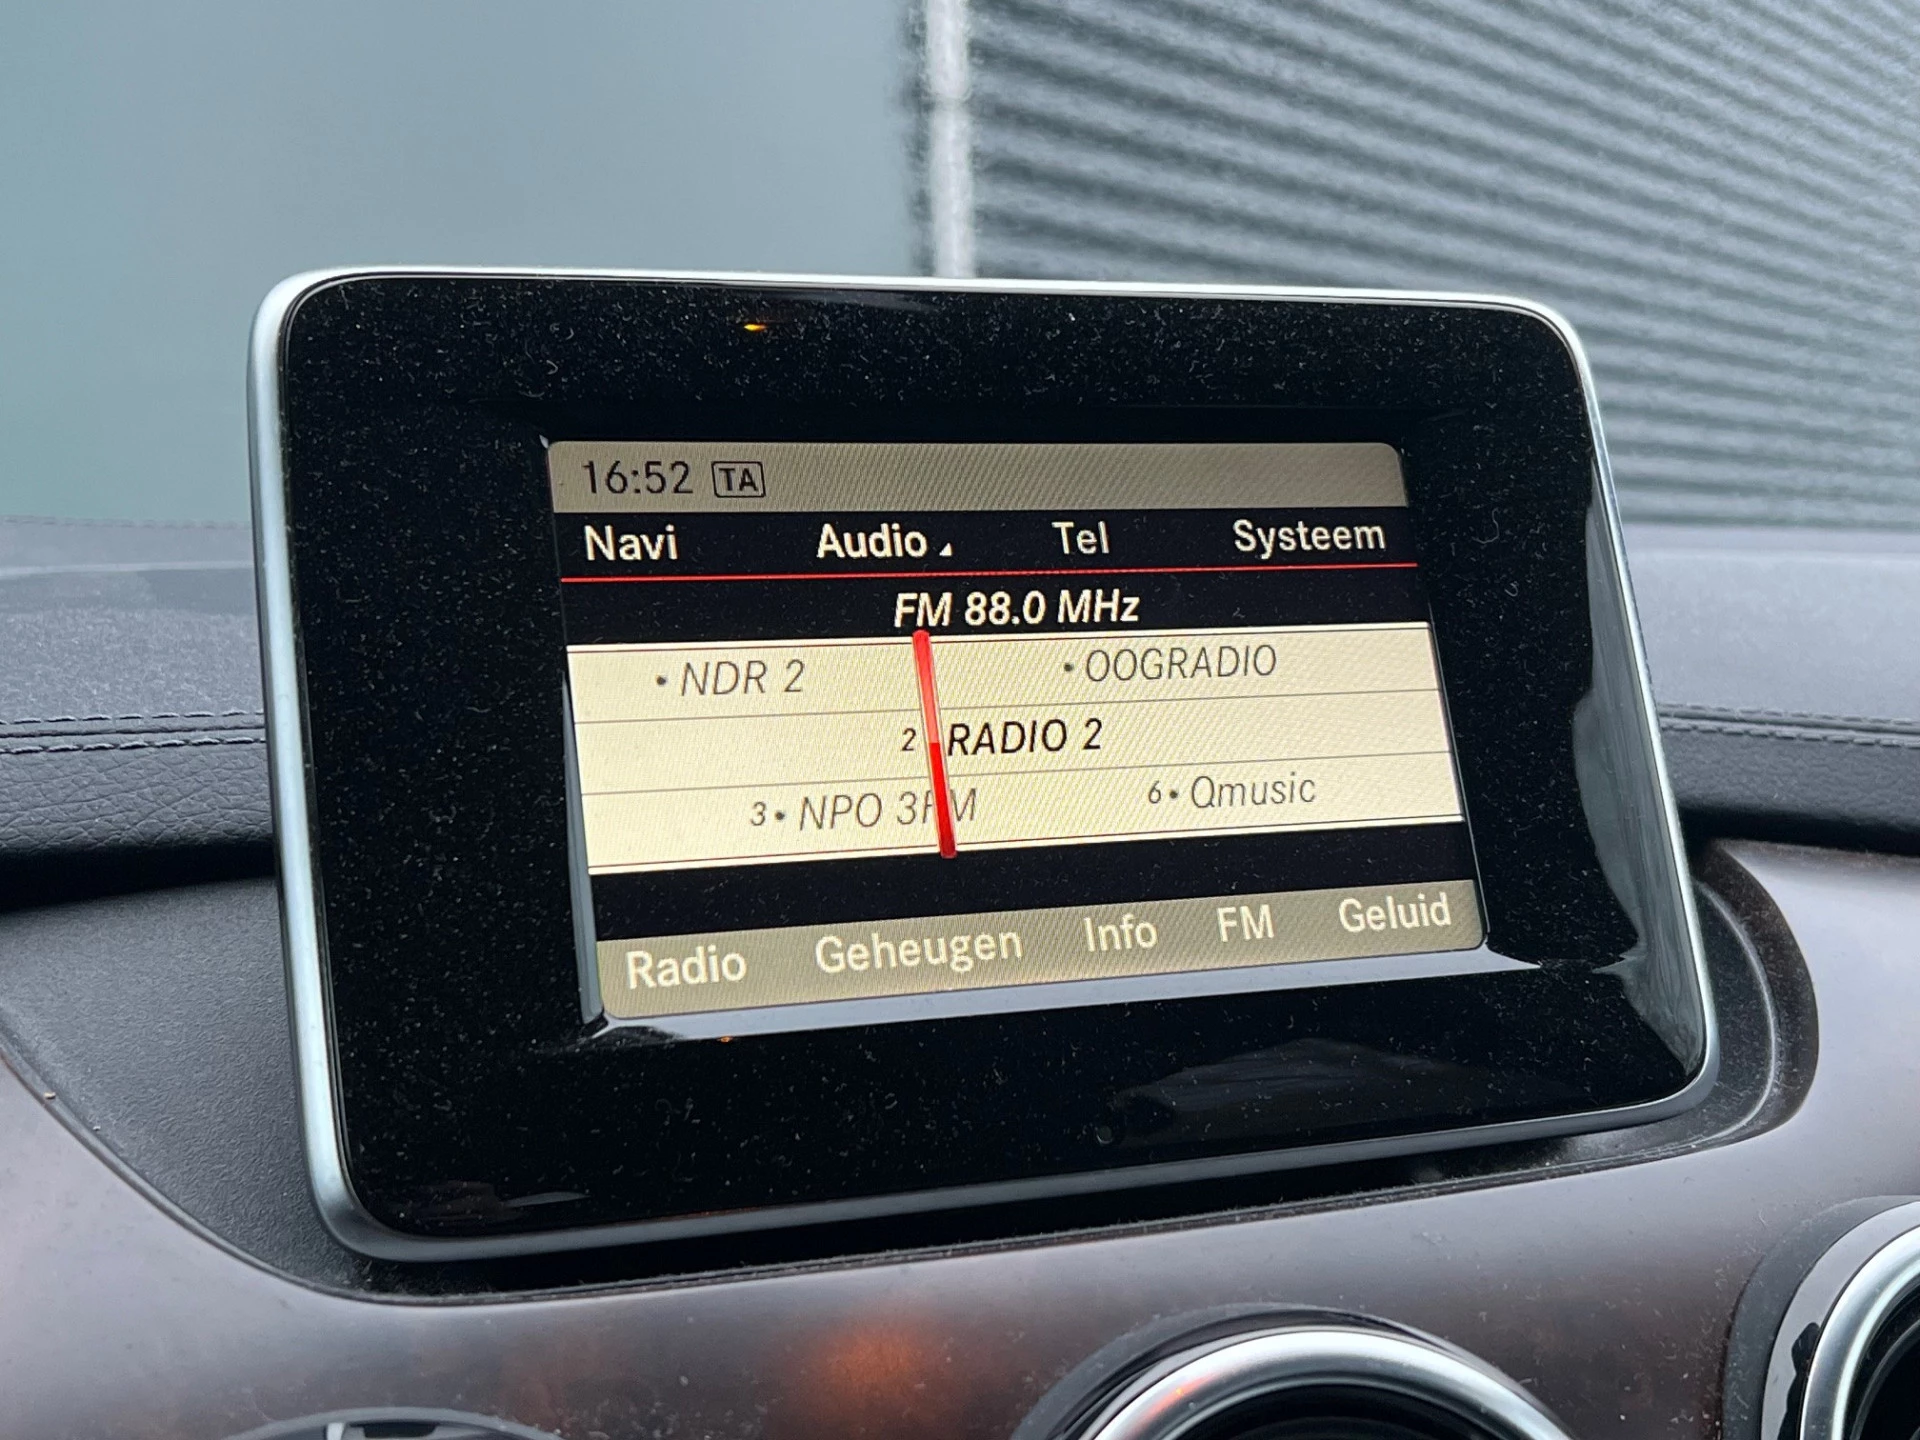 16:52 TA
Navi Audio Tel Systeem
FM 88.0 MHz
• NDR 2 • OOGRADIO
2 RADIO 2
3• NPO 3FM 6• Qmusic
Radio Geheugen Info FM Geluid